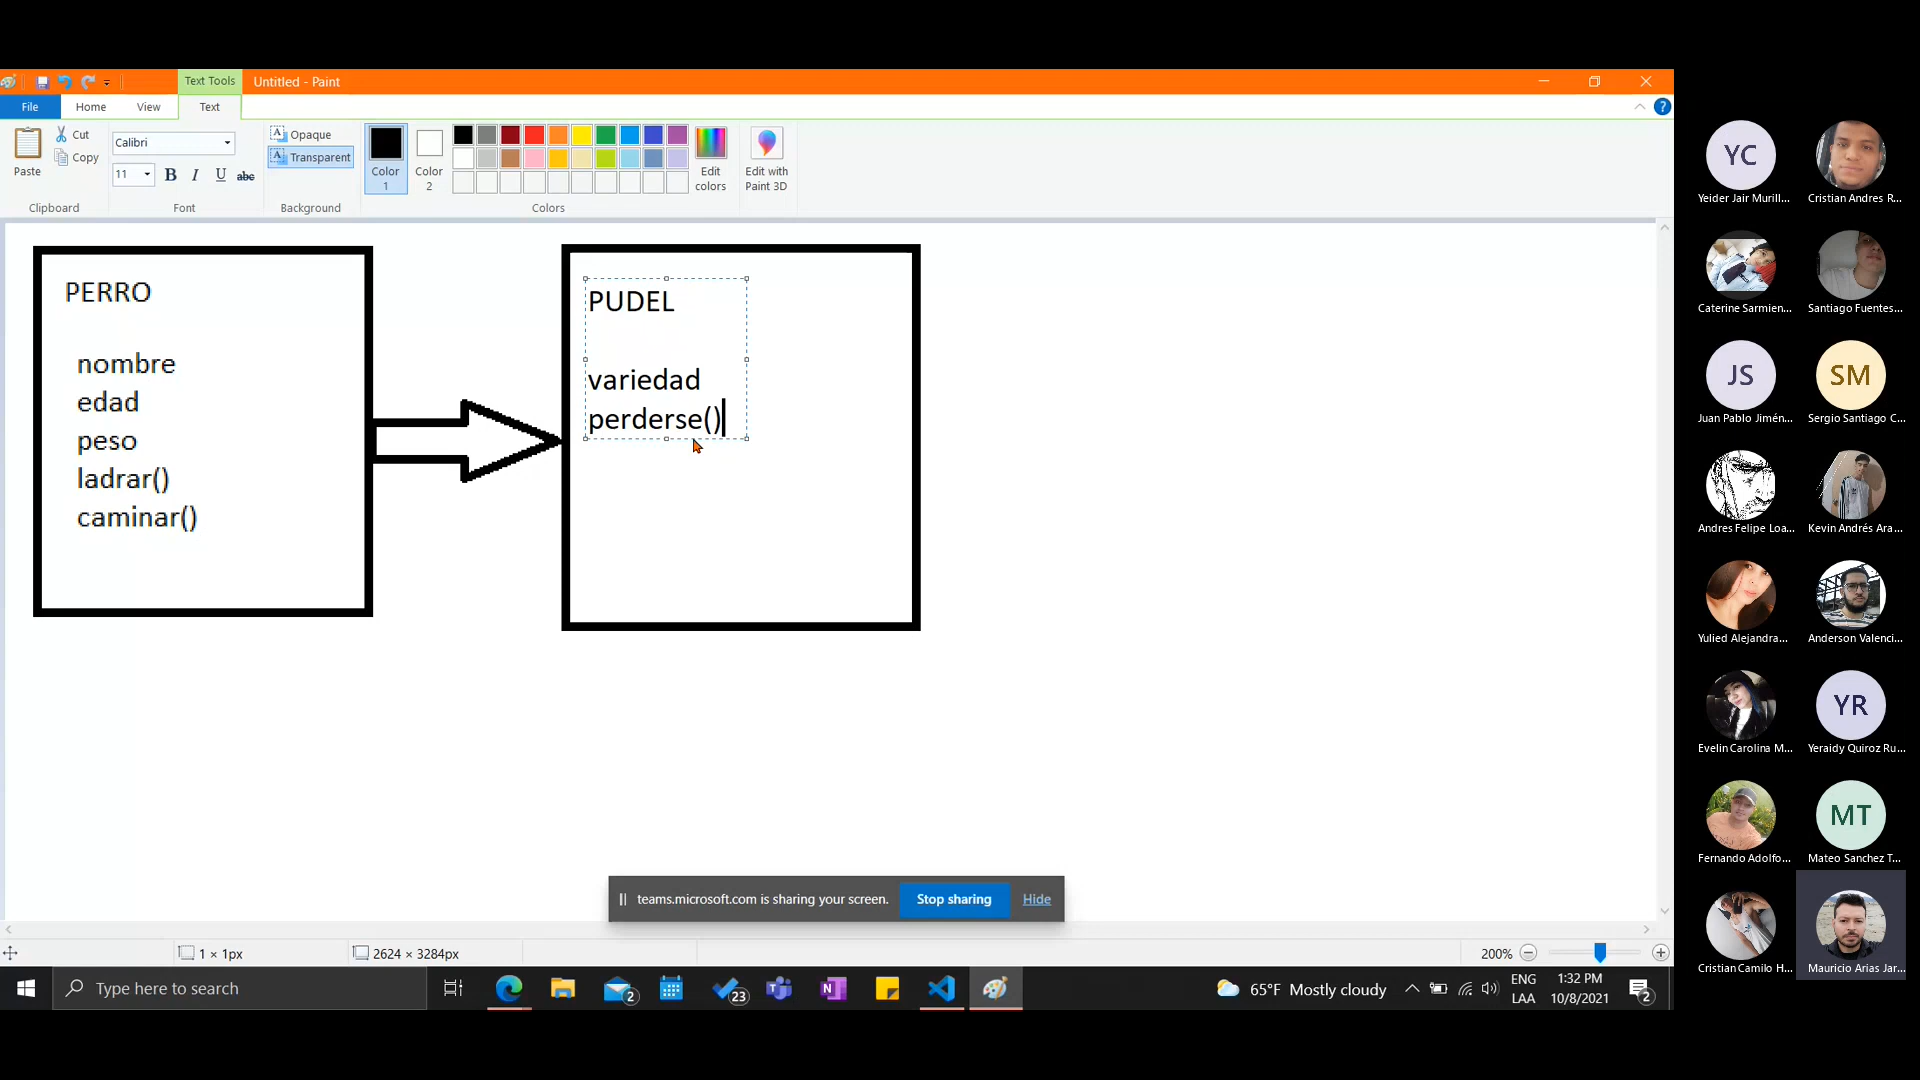 Text Tools
Untitled - Paint
File
Home
View
Text
?
Paste
Cut
Copy
Clipboard
Calibri
11
B
I
U
abc
Font
A Opaque
A Transparent
Background
Color 1
Color 2
Edit colors
Edit with Paint 3D
Colors
PERRO
nombre
edad
peso
ladrar()
caminar()
PUDEL
variedad
perderse()
teams.microsoft.com is sharing your screen.
Stop sharing
Hide
1 × 1px
2624 × 3284px
200%
Type here to search
2
23
65°F Mostly cloudy
ENG
LAA
1:32 PM
10/8/2021
2
YC
Yeider Jair Murill...
Cristian Andres R...
Caterine Sarmien...
Santiago Fuentes...
JS
Juan Pablo Jimén...
SM
Sergio Santiago C...
Andres Felipe Loa...
Kevin Andrés Ara...
Yulied Alejandra...
Anderson Valenci...
Evelin Carolina M...
YR
Yeraidy Quiroz Ru...
Fernando Adolfo...
MT
Mateo Sanchez T...
Cristian Camilo H...
Mauricio Arias Jar...